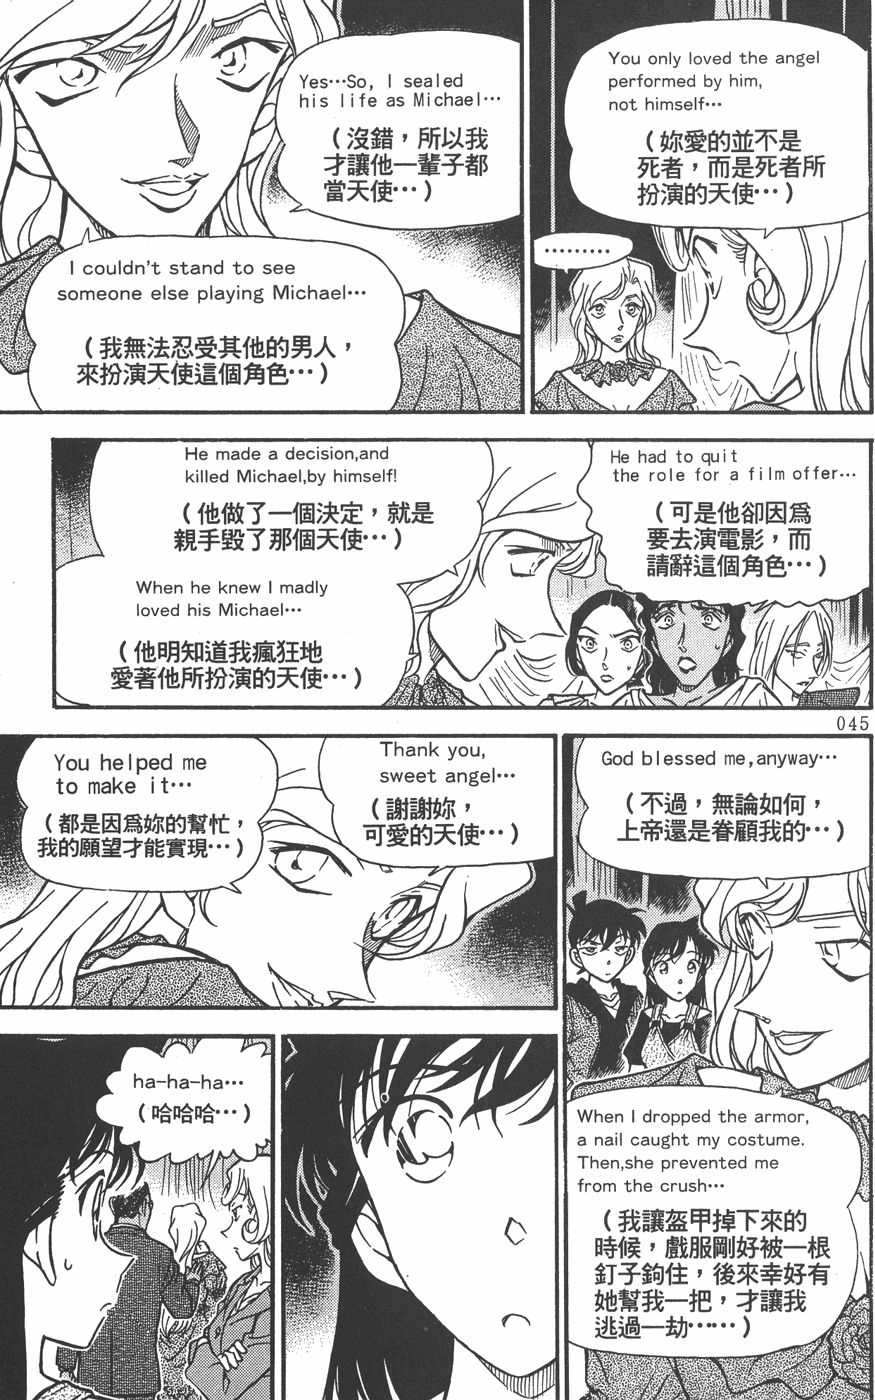 You only loved the angel
performed by him,
not himself…
(妳愛的並不是
死者，而是死者所
扮演的天使…)
………
Yes…So, I sealed
his life as Michael…
(沒錯，所以我
才讓他一輩子都
當天使…)
I couldn't stand to see
someone else playing Michael…
(我無法忍受其他的男人，
來扮演天使這個角色…)
He had to quit
the role for a film offer…
(可是他卻因為
要去演電影，而
請辭這個角色…)
He made a decision,and
killed Michael,by himself!
(他做了一個決定，就是
親手毀了那個天使…)
When he knew I madly
loved his Michael…
(他明知道我瘋狂地
愛著他所扮演的天使…)
045
God blessed me,anyway…
(不過，無論如何，
上帝還是眷顧我的…)
When I dropped the armor,
a nail caught my costume.
Then,she prevented me
from the crush…
(我讓盔甲掉下來的
時候，戲服剛好被一根
釘子鉤住，後來幸好有
她幫我一把，才讓我
逃過一劫……)
Thank you,
sweet angel…
(謝謝妳，
可愛的天使…)
You helped me
to make it…
(都是因為妳的幫忙，
我的願望才能實現…)
ha-ha-ha…
(哈哈哈…)